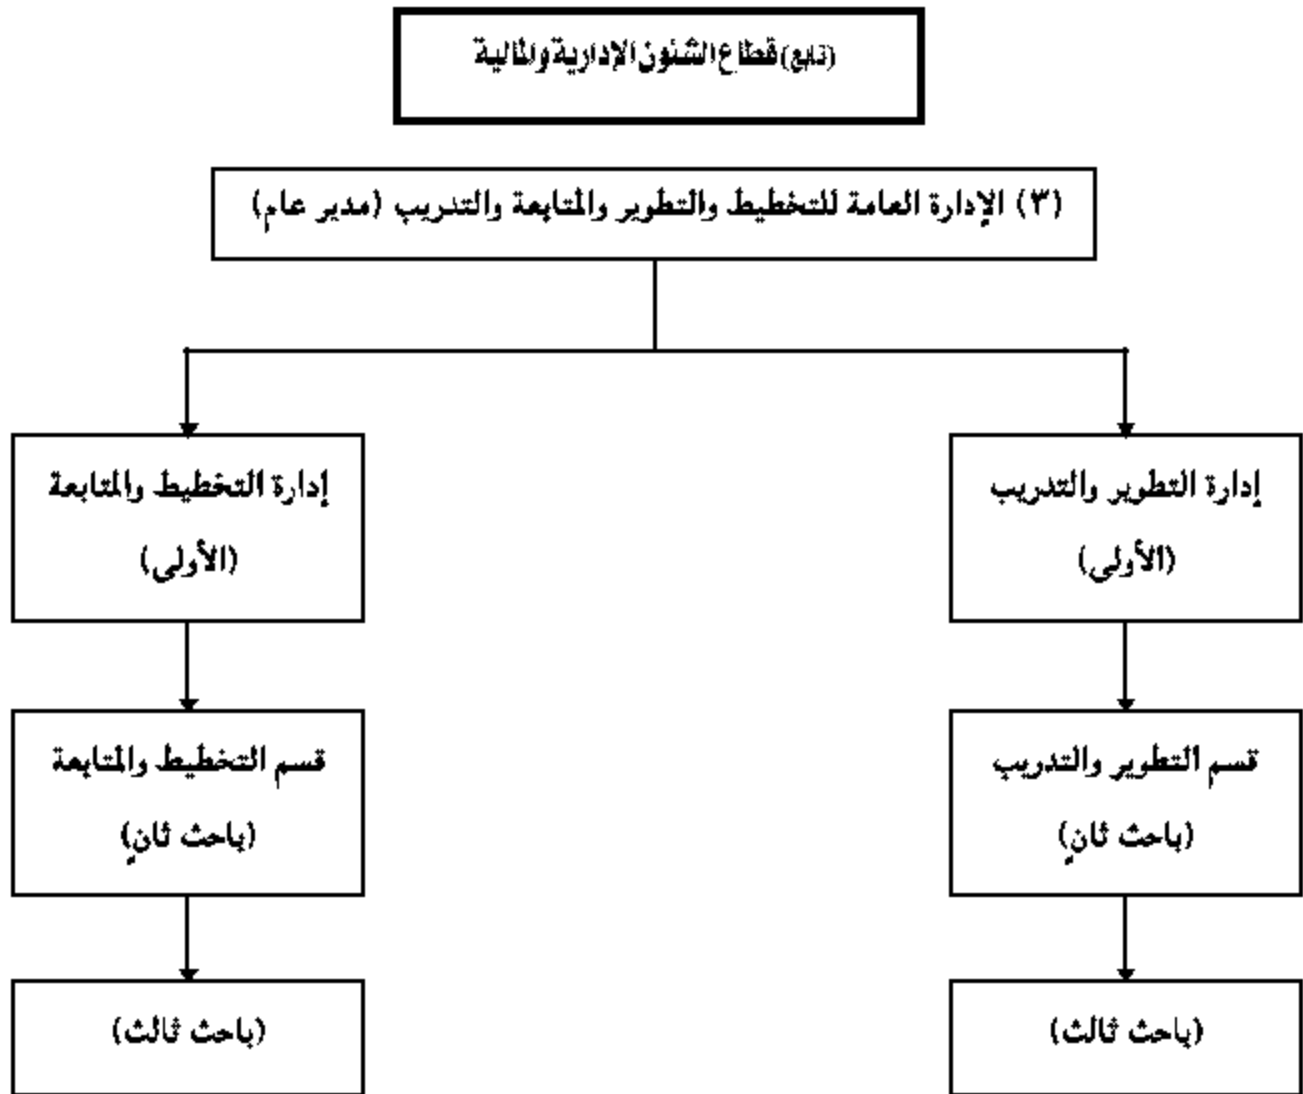 (تابع) قطاع الشئون الإدارية والمالية
(٣) الإدارة العامة للتخطيط والتطوير والمتابعة والتدريب (مدير عام)
إدارة التطوير والتدريب
(الأولى)
إدارة التخطيط والمتابعة
(الأولى)
قسم التطوير والتدريب
(باحث ثانٍ)
قسم التخطيط والمتابعة
(باحث ثانٍ)
(باحث ثالث)
(باحث ثالث)